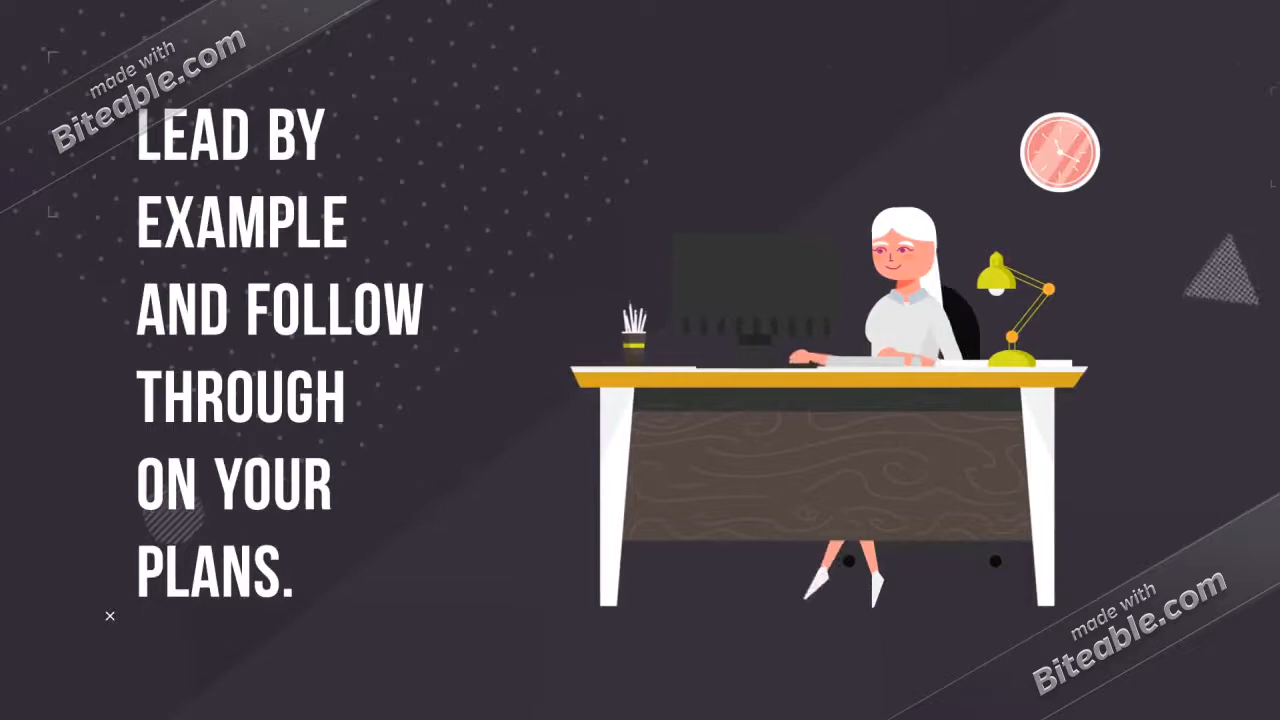 made with
Biteable.com
LEAD BY
EXAMPLE
AND FOLLOW
THROUGH
ON YOUR
PLANS.
made with
Biteable.com